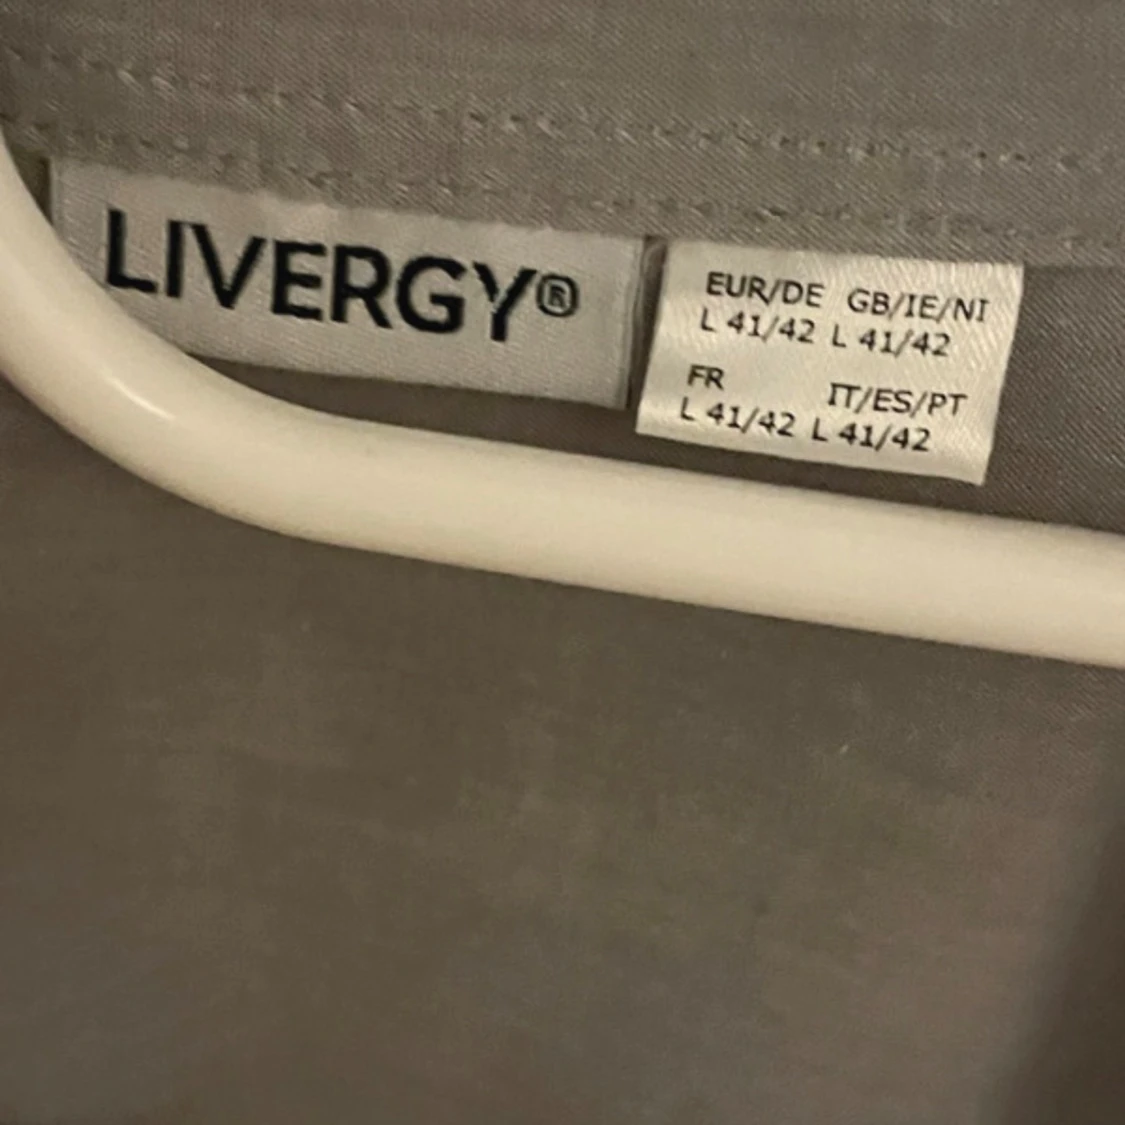 LIVERGY®
EUR/DE GB/IE/NI
L 41/42 L 41/42
FR IT/ES/PT
L 41/42 L 41/42